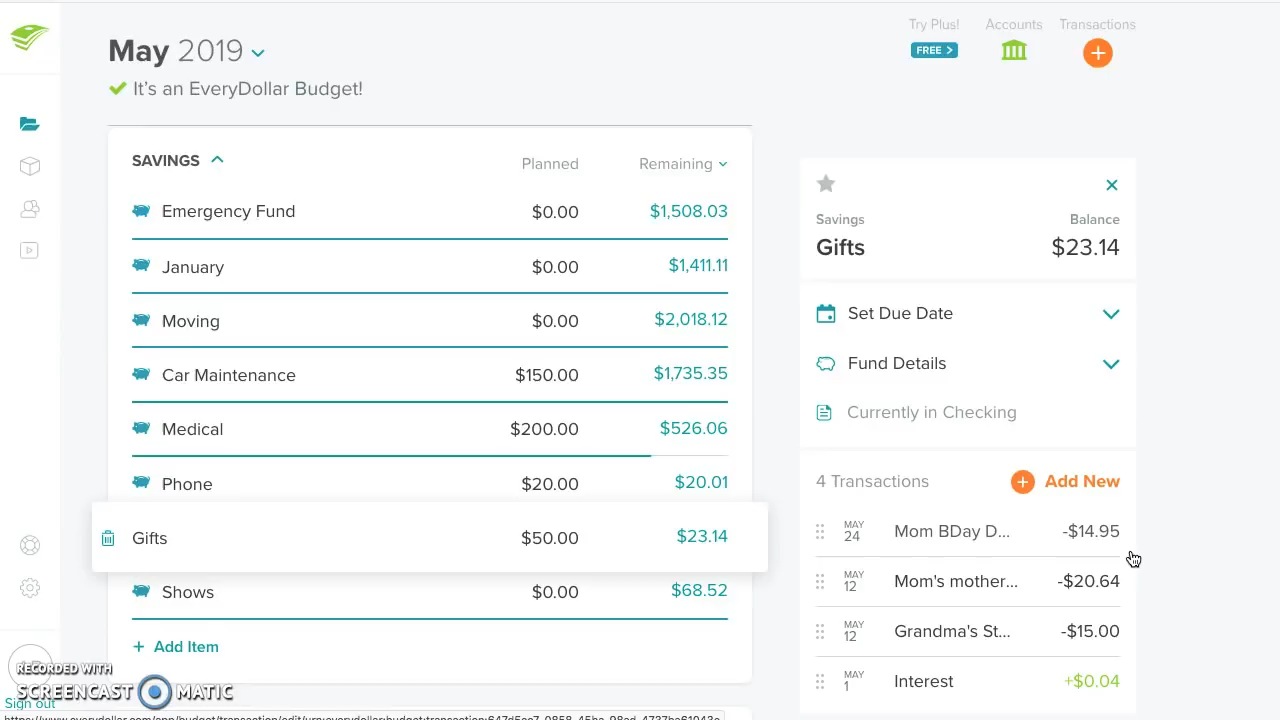 May 2019
It's an EveryDollar Budget!
Try Plus! Accounts Transactions
FREE >
SAVINGS Planned Remaining
Emergency Fund $0.00 $1,508.03
January $0.00 $1,411.11
Moving $0.00 $2,018.12
Car Maintenance $150.00 $1,735.35
Medical $200.00 $526.06
Phone $20.00 $20.01
Gifts $50.00 $23.14
Shows $0.00 $68.52
+ Add Item
Savings Balance
Gifts $23.14
Set Due Date
Fund Details
Currently in Checking
4 Transactions + Add New
MAY 24 Mom BDay D... -$14.95
MAY 12 Mom's mother... -$20.64
MAY 12 Grandma's St... -$15.00
MAY 1 Interest +$0.04
RECORDED WITH
SCREENCAST MATIC
Sign out